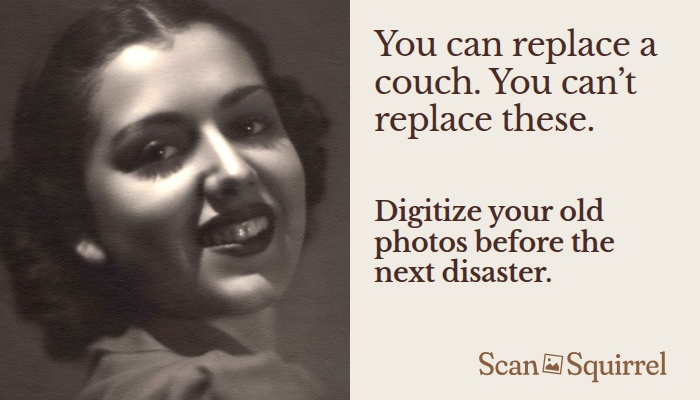 You can replace a
couch. You can’t
replace these.
Digitize your old
photos before the
next disaster.
Scan Squirrel